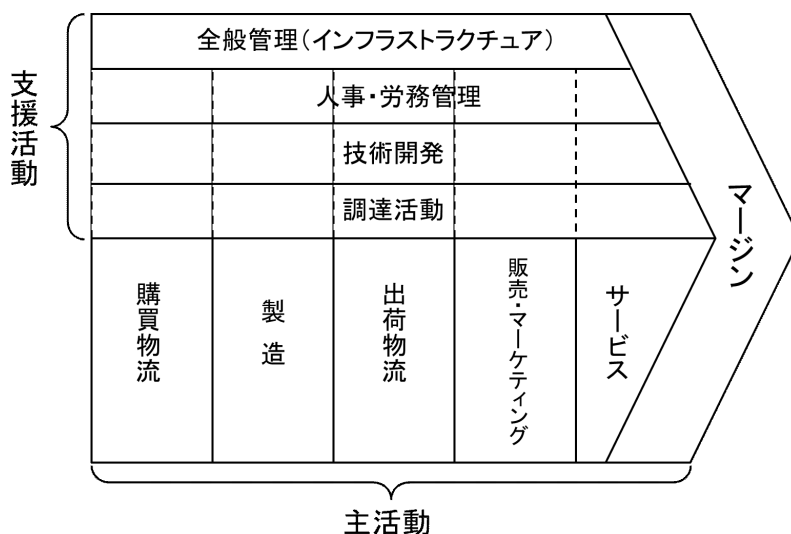 全般管理(インフラストラクチュア)
支援活動
人事・労務管理
技術開発
調達活動
マージン
購買物流
製造
出荷物流
販売・マーケティング
サービス
主活動